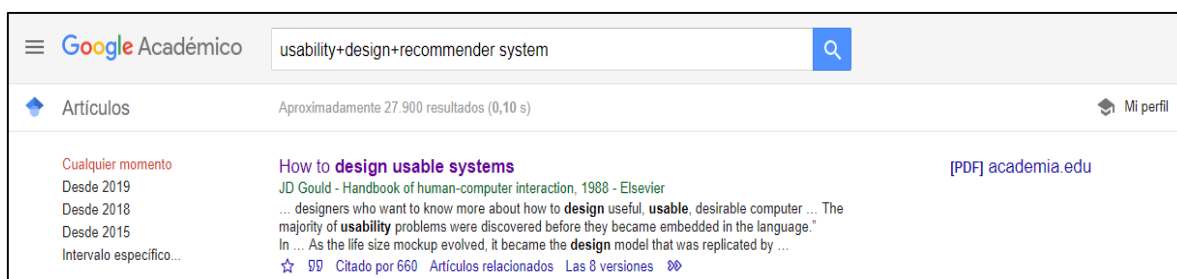 Google Académico
usability+design+recommender system
Artículos
Aproximadamente 27.900 resultados (0,10 s)
Mi perfil
Cualquier momento
Desde 2019
Desde 2018
Desde 2015
Intervalo específico...
How to design usable systems
JD Gould - Handbook of human-computer interaction, 1988 - Elsevier
... designers who want to know more about how to design useful, usable, desirable computer ... The
majority of usability problems were discovered before they became embedded in the language.”
In ... As the life size mockup evolved, it became the design model that was replicated by ...
Citado por 660 Artículos relacionados Las 8 versiones
[PDF] academia.edu